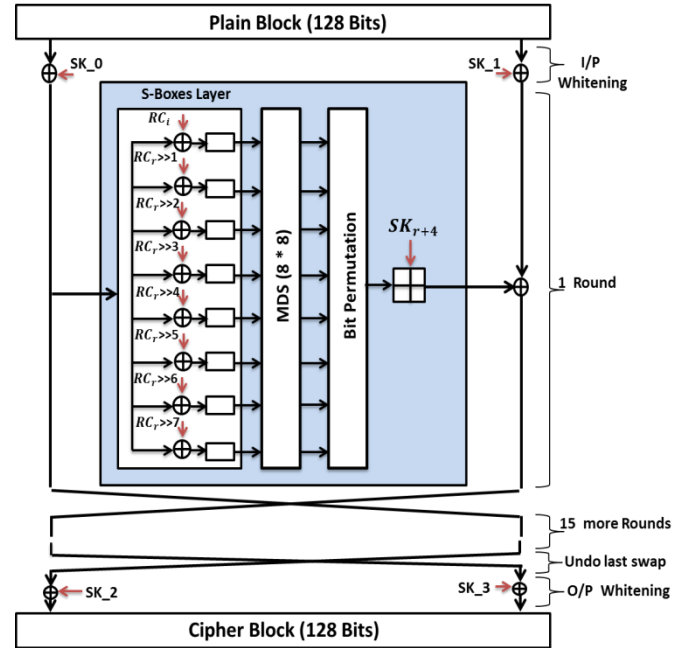 Plain Block (128 Bits)
SK_0
SK_1
I/P
Whitening
S-Boxes Layer
RC_i
RC_r>>1
RC_r>>2
RC_r>>3
RC_r>>4
RC_r>>5
RC_r>>6
RC_r>>7
MDS (8 * 8)
Bit Permutation
SK_{r+4}
1 Round
15 more Rounds
Undo last swap
SK_2
SK_3
O/P Whitening
Cipher Block (128 Bits)